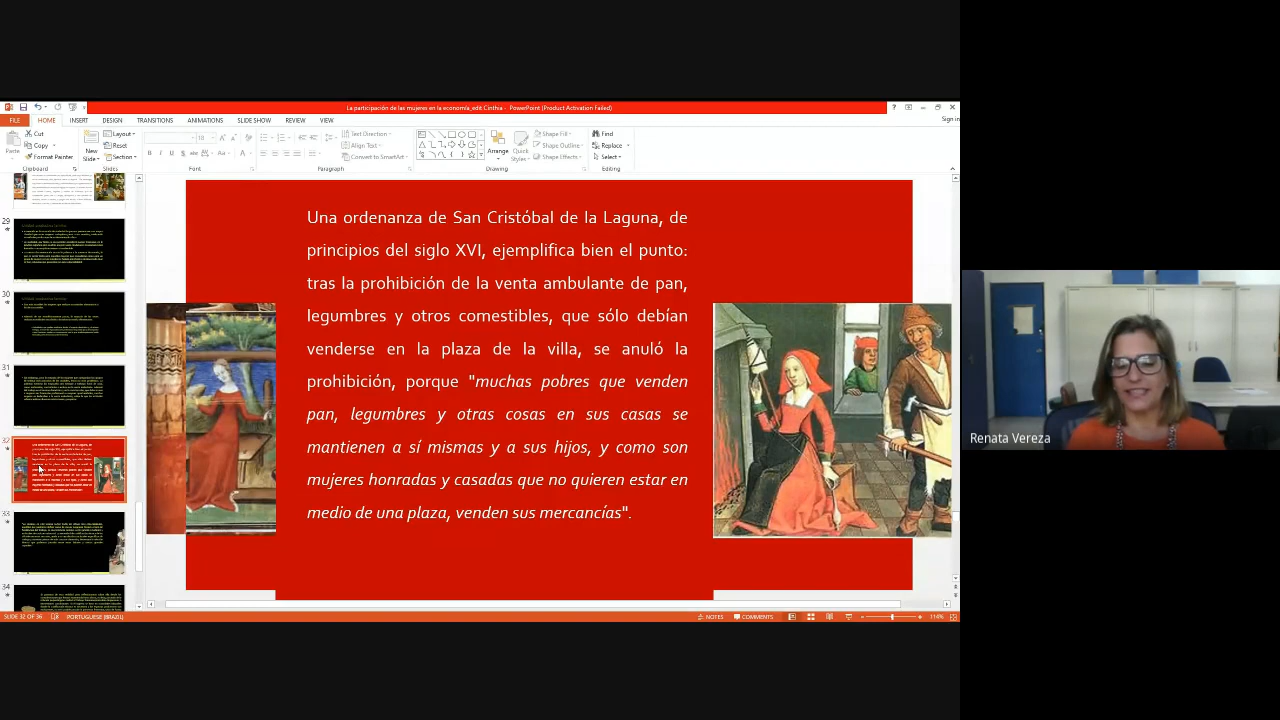 La participación de las mujeres en la economía_edit Cinthia - PowerPoint (Product Activation Failed)
FILE HOME INSERT DESIGN TRANSITIONS ANIMATIONS SLIDE SHOW REVIEW VIEW
Sign in
Cut
Copy
Format Painter
Paste
Clipboard
New
Slide
Layout
Reset
Section
Slides
Font
Text Direction
Align Text
Convert to SmartArt
Paragraph
Arrange
Quick
Styles
Shape Fill
Shape Outline
Shape Effects
Drawing
Find
Replace
Select
Editing
29
30
31
32
33
34
Una ordenanza de San Cristóbal de la Laguna, de
principios del siglo XVI, ejemplifica bien el punto:
tras la prohibición de la venta ambulante de pan,
legumbres y otros comestibles, que sólo debían
venderse en la plaza de la villa, se anuló la
prohibición, porque "muchas pobres que venden
pan, legumbres y otras cosas en sus casas se
mantienen a sí mismas y a sus hijos, y como son
mujeres honradas y casadas que no quieren estar en
medio de una plaza, venden sus mercancías".
Renata Vereza
SLIDE 32 OF 36
PORTUGUESE (BRAZIL)
NOTES
COMMENTS
114%